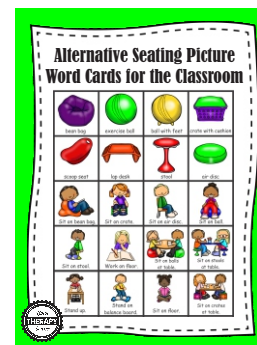 Alternative Seating Picture
Word Cards for the Classroom
bean bag
exercise ball
ball with feet
crate with cushion
scoop seat
lap desk
stool
air disc
Sit on bean bag.
Sit on crate.
Sit on air disc.
Sit on ball.
Sit on stool.
Work on floor.
Sit on balls
at table.
Sit on stools
at table.
Stand up.
Stand on
balance board.
Sit on floor.
Sit on crates
at table.
THERAPY